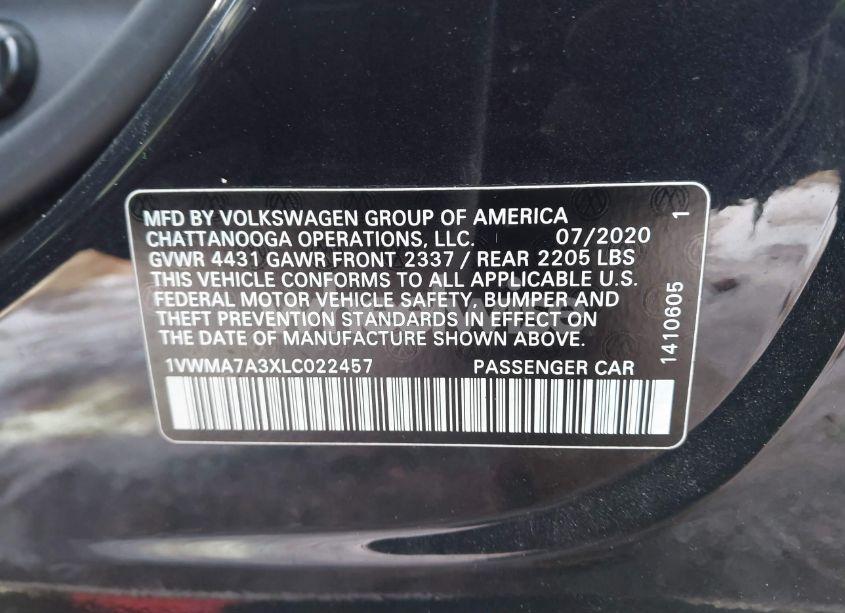 MFD BY VOLKSWAGEN GROUP OF AMERICA
CHATTANOOGA OPERATIONS, LLC. 07/2020
GVWR 4431 GAWR FRONT 2337 / REAR 2205 LBS
THIS VEHICLE CONFORMS TO ALL APPLICABLE U.S.
FEDERAL MOTOR VEHICLE SAFETY, BUMPER AND
THEFT PREVENTION STANDARDS IN EFFECT ON
THE DATE OF MANUFACTURE SHOWN ABOVE.
1VWMA7A3XLC022457 PASSENGER CAR
1410605 1